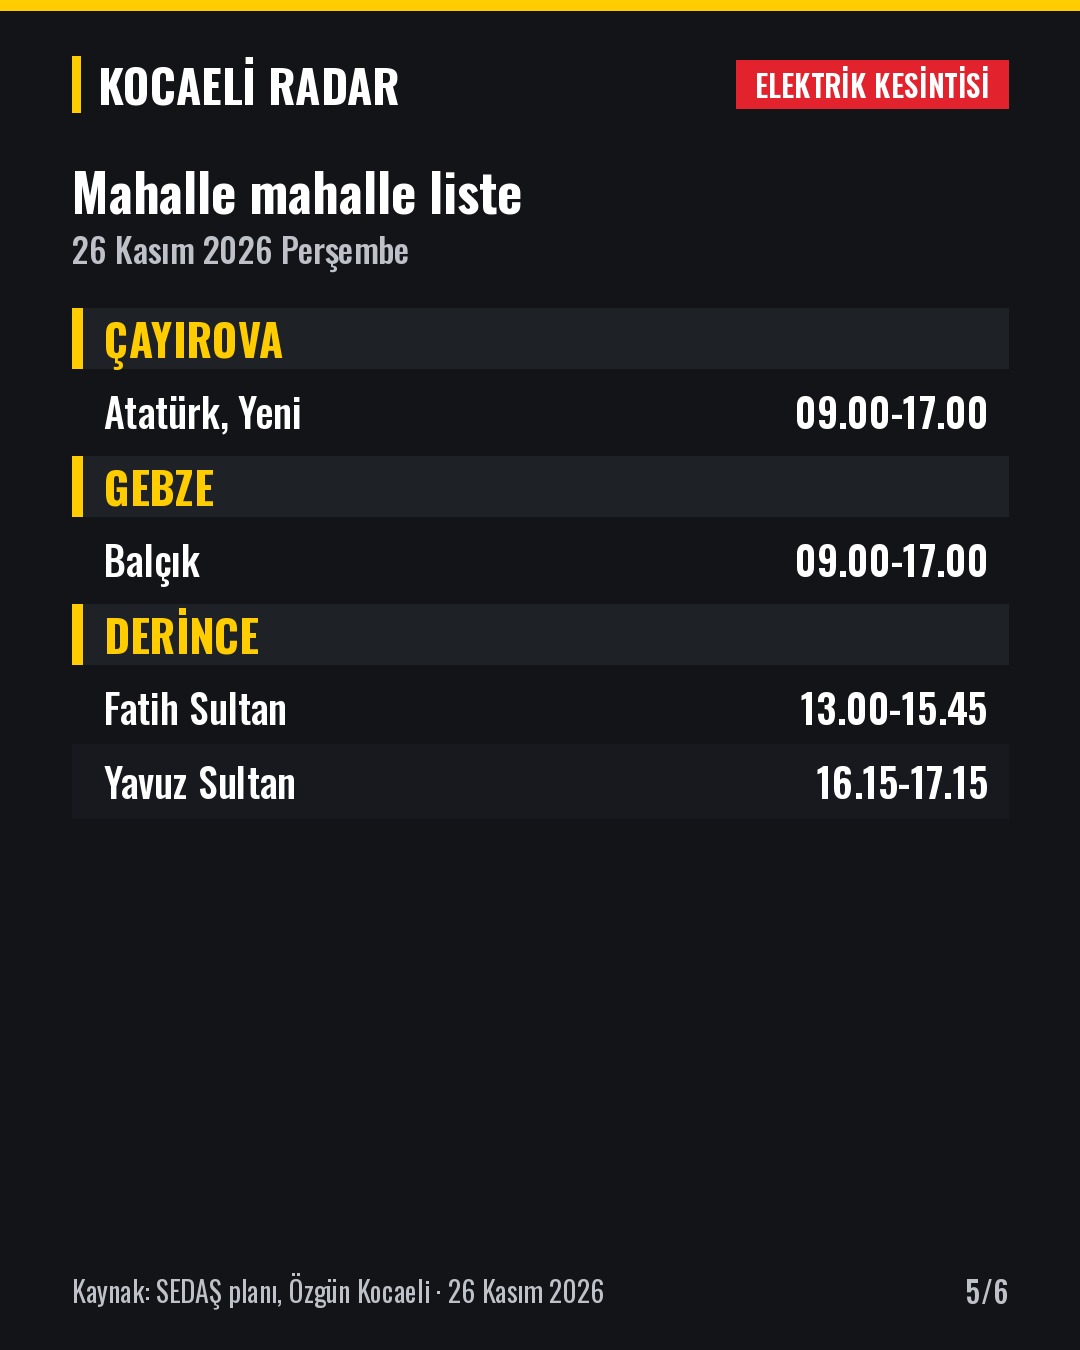 KOCAELİ RADAR
ELEKTRİK KESİNTİSİ
Mahalle mahalle liste
26 Kasım 2026 Perşembe
ÇAYIROVA
Atatürk, Yeni 09.00-17.00
GEBZE
Balçık 09.00-17.00
DERİNCE
Fatih Sultan 13.00-15.45
Yavuz Sultan 16.15-17.15
Kaynak: SEDAŞ planı, Özgün Kocaeli · 26 Kasım 2026 5/6